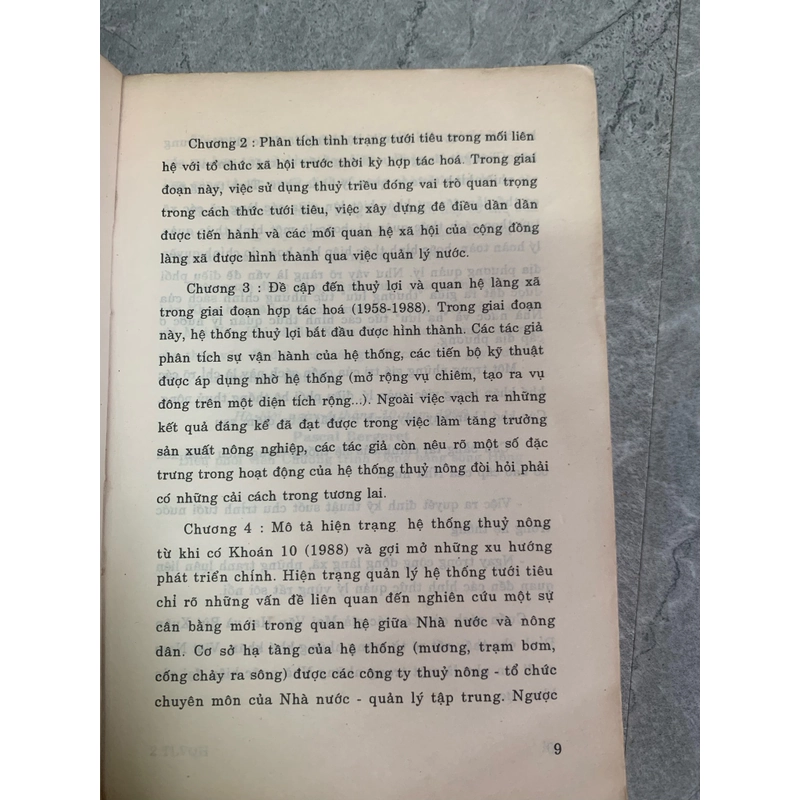 Chương 2 : Phân tích tình trạng tưới tiêu trong mối liên
hệ với tổ chức xã hội trước thời kỳ hợp tác hoá. Trong giai
đoạn này, việc sử dụng thuỷ triều đóng vai trò quan trọng
trong cách thức tưới tiêu, việc xây dựng đê điều dần dần
được tiến hành và các mối quan hệ xã hội của cộng đồng
làng xã được hình thành qua việc quản lý nước.
Chương 3 : Đề cập đến thuỷ lợi và quan hệ làng xã
trong giai đoạn hợp tác hoá (1958-1988). Trong giai đoạn
này, hệ thống thuỷ lợi bắt đầu được hình thành. Các tác giả
phân tích sự vận hành của hệ thống, các tiến bộ kỹ thuật
được áp dụng nhờ hệ thống (mở rộng vụ chiêm, tạo ra vụ
đông trên một diện tích rộng...). Ngoài việc vạch ra những
kết quả đáng kể đã đạt được trong việc làm tăng trưởng
sản xuất nông nghiệp, các tác giả còn nêu rõ một số đặc
trưng trong hoạt động của hệ thống thuỷ nông đòi hỏi phải
có những cải cách trong tương lai.
Chương 4 : Mô tả hiện trạng hệ thống thuỷ nông
từ khi có Khoán 10 (1988) và gợi mở những xu hướng
phát triển chính. Hiện trạng quản lý hệ thống tưới tiêu
chỉ rõ những vấn đề liên quan đến nghiên cứu một sự
cân bằng mới trong quan hệ giữa Nhà nước và nông
dân. Cơ sở hạ tầng của hệ thống (mương, trạm bơm,
cống chảy ra sông) được các công ty thuỷ nông - tổ chức
chuyên môn của Nhà nước - quản lý tập trung. Ngược
9